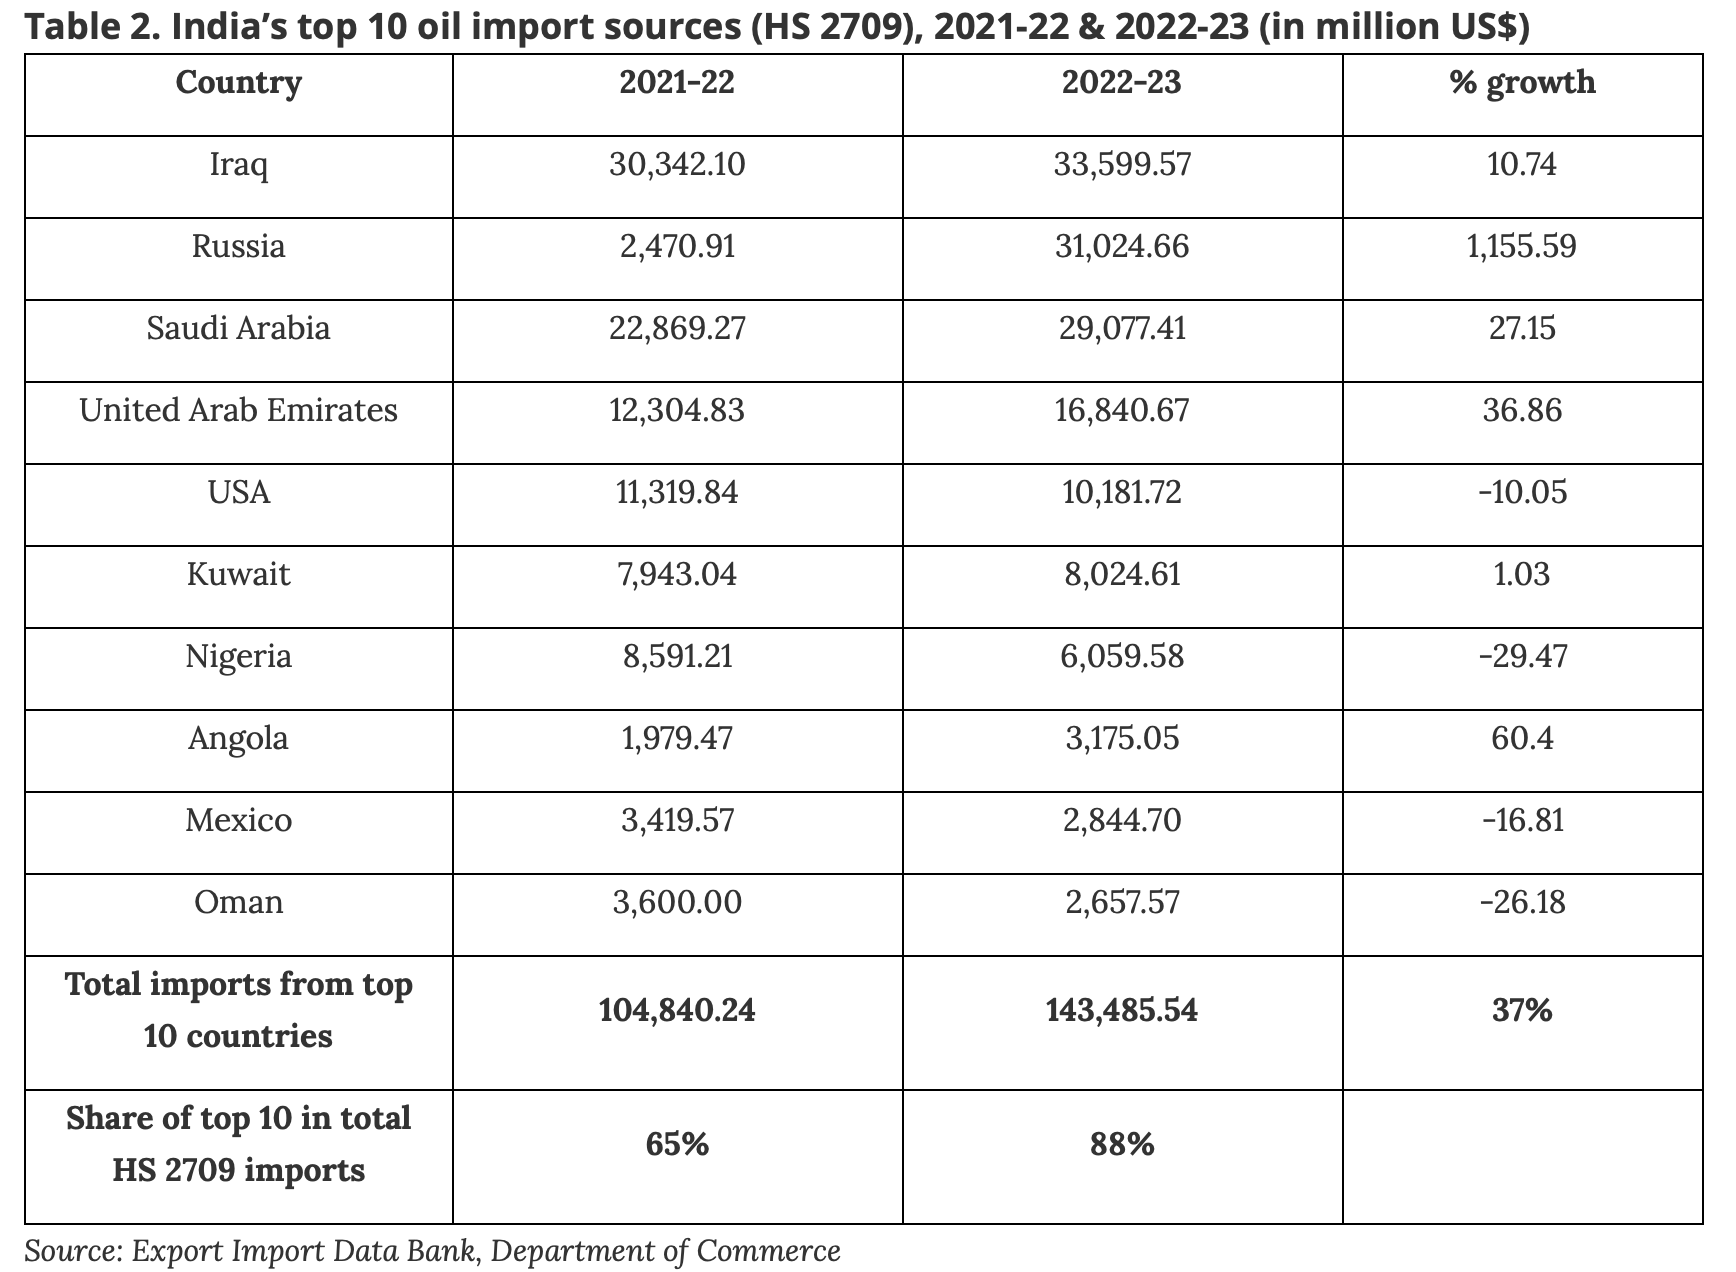 Table 2. India’s top 10 oil import sources (HS 2709), 2021-22 & 2022-23 (in million US$)
Country 2021-22 2022-23 % growth
Iraq 30,342.10 33,599.57 10.74
Russia 2,470.91 31,024.66 1,155.59
Saudi Arabia 22,869.27 29,077.41 27.15
United Arab Emirates 12,304.83 16,840.67 36.86
USA 11,319.84 10,181.72 -10.05
Kuwait 7,943.04 8,024.61 1.03
Nigeria 8,591.21 6,059.58 -29.47
Angola 1,979.47 3,175.05 60.4
Mexico 3,419.57 2,844.70 -16.81
Oman 3,600.00 2,657.57 -26.18
Total imports from top
10 countries
104,840.24 143,485.54 37%
Share of top 10 in total
HS 2709 imports
65% 88%
Source: Export Import Data Bank, Department of Commerce